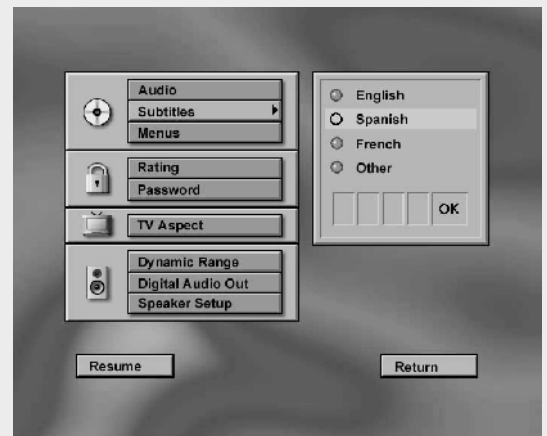 Audio
Subtitles
Menus
Rating
Password
TV Aspect
Dynamic Range
Digital Audio Out
Speaker Setup
English
Spanish
French
Other
OK
Resume
Return